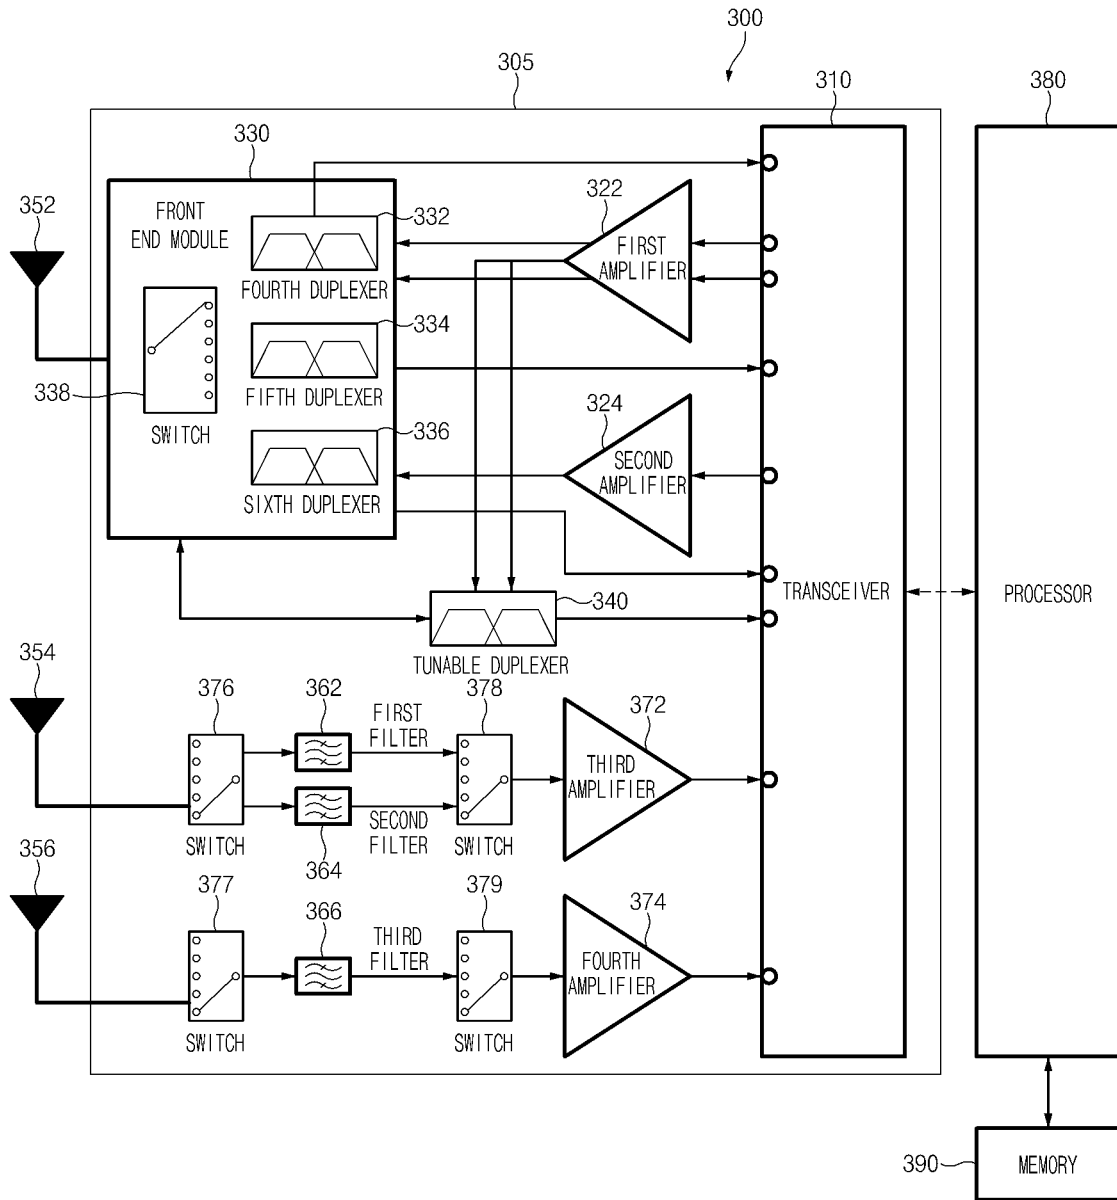 300
305
310
380
330
352
FRONT
END MODULE
332
322
FIRST
AMPLIFIER
FOURTH DUPLEXER
334
338
FIFTH DUPLEXER
324
SWITCH
336
SECOND
AMPLIFIER
SIXTH DUPLEXER
340
TRANSCEIVER
PROCESSOR
TUNABLE DUPLEXER
354
376
362
FIRST
FILTER
378
372
THIRD
AMPLIFIER
SWITCH
364
SECOND
FILTER
SWITCH
356
377
366
THIRD
FILTER
379
374
FOURTH
AMPLIFIER
SWITCH
SWITCH
390
MEMORY